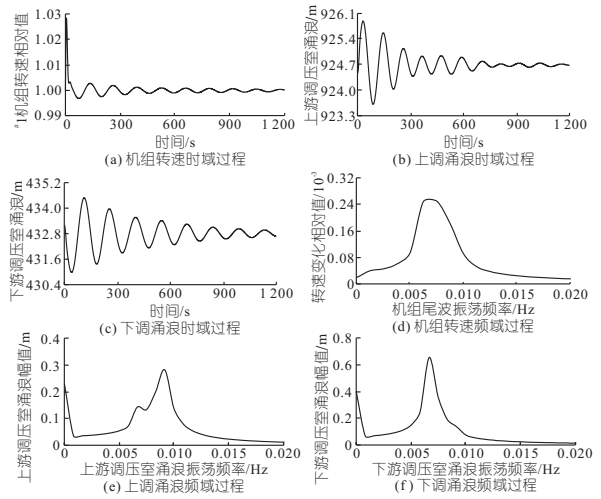 1.03
1.02
1.01
1.00
0.99
#1机组转速相对值
0 300 600 900 1200
时间/s
(a) 机组转速时域过程
926.1
925.4
924.7
924.0
923.3
上游调压室涌浪/m
0 300 600 900 1200
时间/s
(b) 上调涌浪时域过程
435.2
434.0
432.8
431.6
430.4
下游调压室涌浪/m
0 300 600 900 1200
时间/s
(c) 下调涌浪时域过程
0.32
0.24
0.16
0.08
0
转速变化相对值/10⁻³
0 0.005 0.010 0.015 0.020
机组尾波振荡频率/Hz
(d) 机组转速频域过程
0.4
0.3
0.2
0.1
0
上游调压室涌浪幅值/m
0 0.005 0.010 0.015 0.020
上游调压室涌浪振荡频率/Hz
(e) 上调涌浪频域过程
0.8
0.6
0.4
0.2
0
下游调压室涌浪幅值/m
0 0.005 0.010 0.015 0.020
下游调压室涌浪振荡频率/Hz
(f) 下调涌浪频域过程